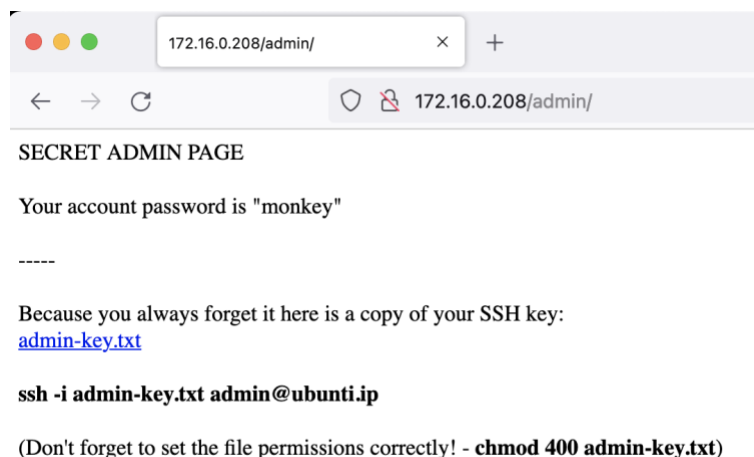 172.16.0.208/admin/
172.16.0.208/admin/
SECRET ADMIN PAGE
Your account password is "monkey"
-----
Because you always forget it here is a copy of your SSH key:
admin-key.txt
ssh -i admin-key.txt admin@ubunti.ip
(Don't forget to set the file permissions correctly! - chmod 400 admin-key.txt)